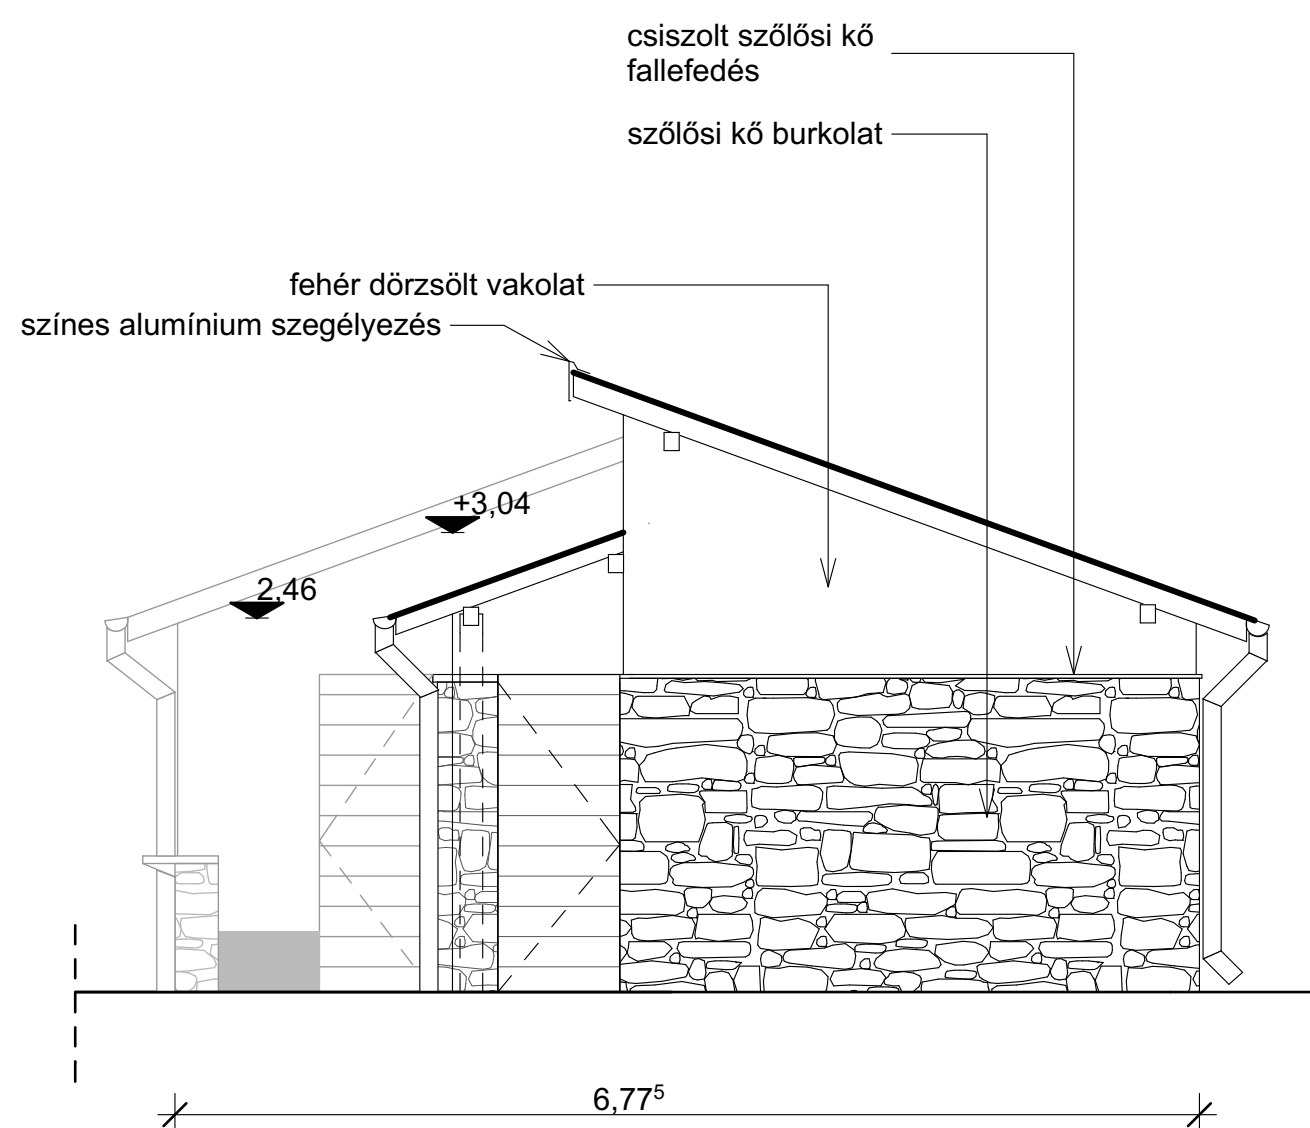 csiszolt szőlősi kő
fallefedés
szőlősi kő burkolat
fehér dörzsölt vakolat
színes alumínium szegélyezés
+3,04
2,46
6,77⁵